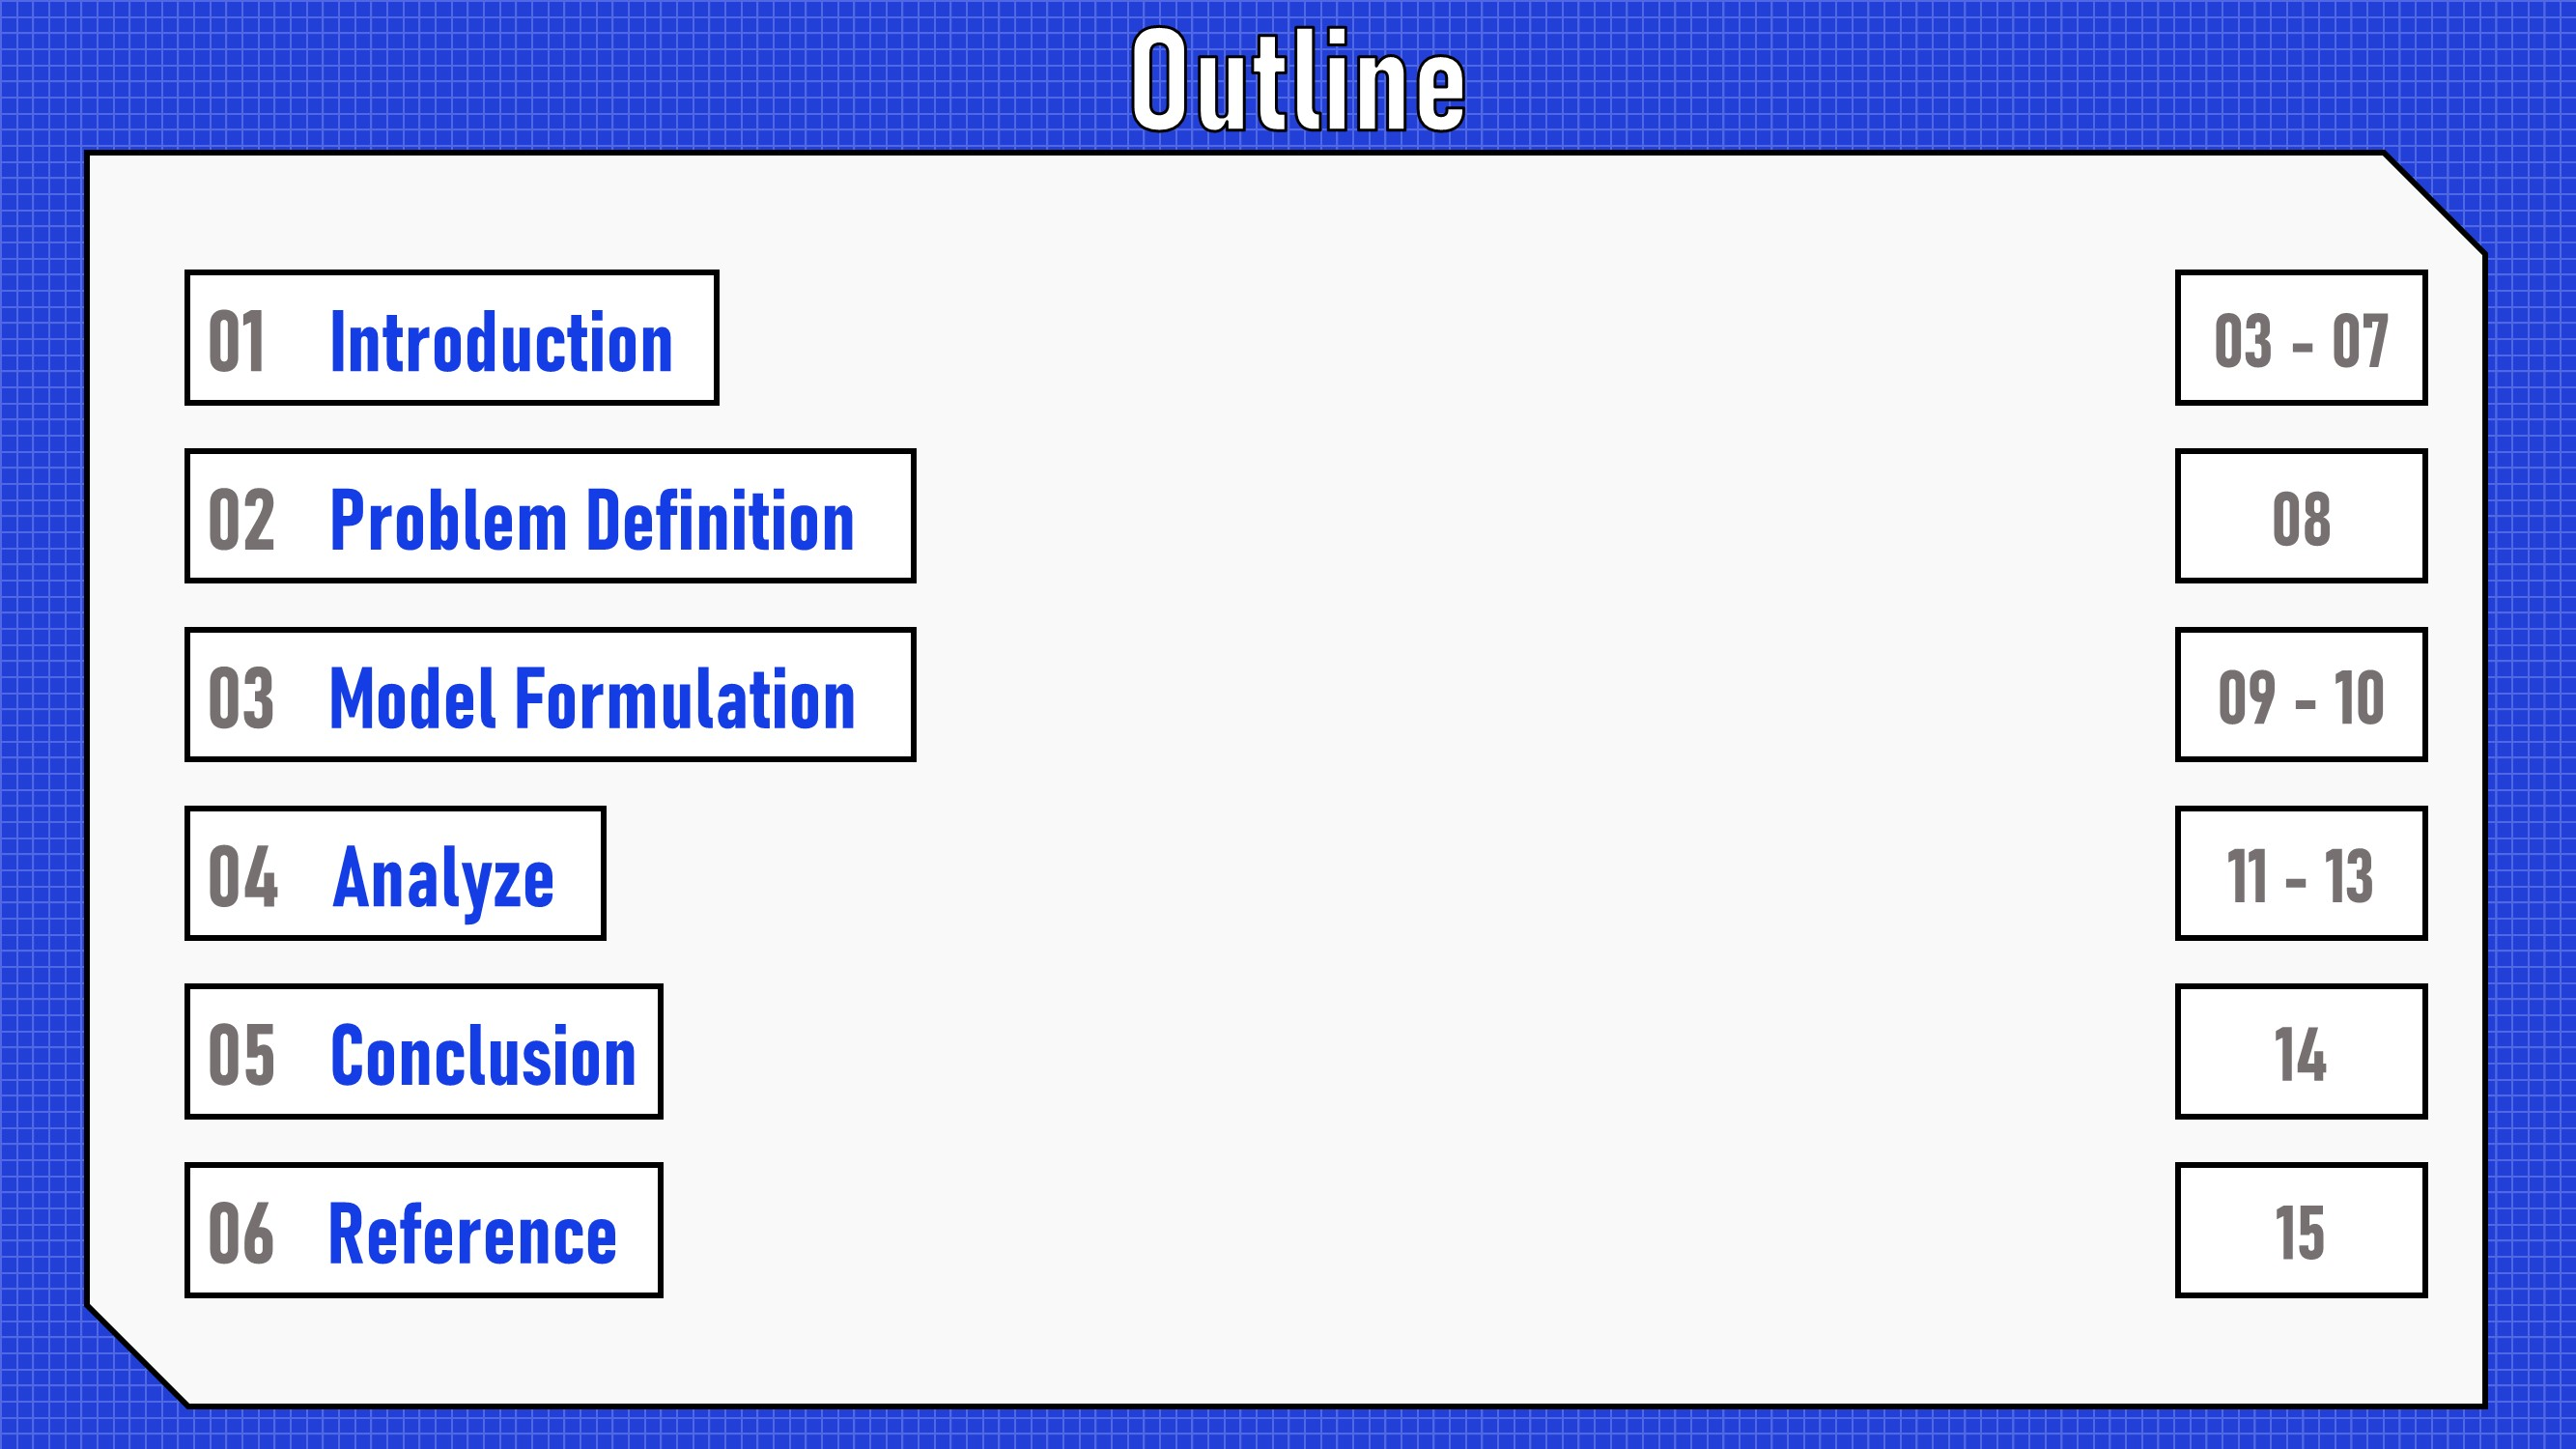 Outline
01 Introduction 03 - 07
02 Problem Definition 08
03 Model Formulation 09 - 10
04 Analyze 11 - 13
05 Conclusion 14
06 Reference 15